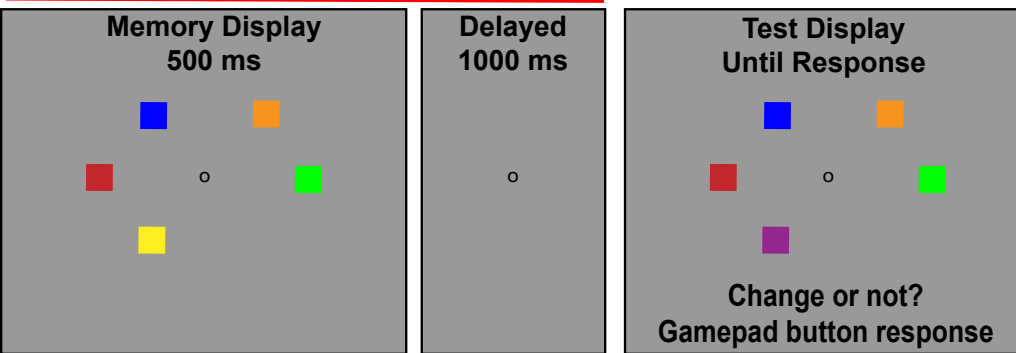 Memory Display
500 ms
Delayed
1000 ms
Test Display
Until Response
o
o
o
Change or not?
Gamepad button response